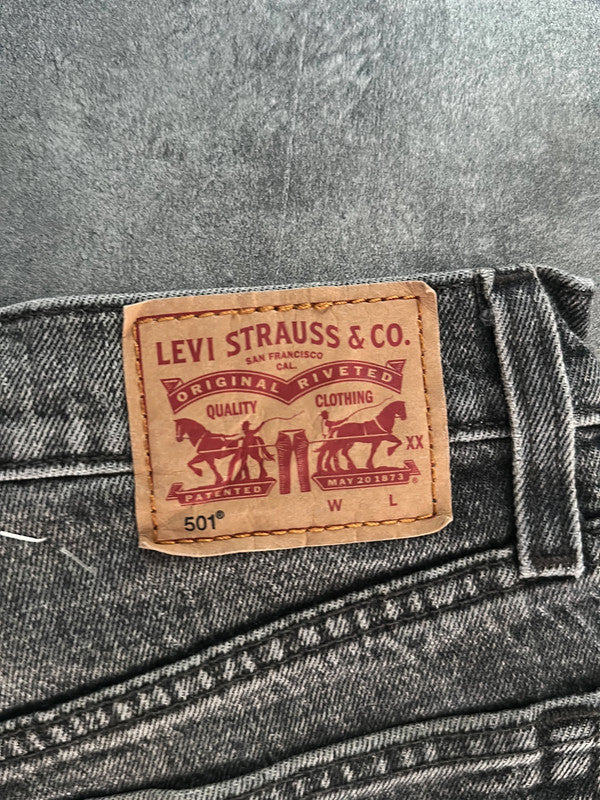 LEVI STRAUSS & CO.
SAN FRANCISCO
CAL.
ORIGINAL RIVETED
QUALITY CLOTHING
XX
PATENTED MAY 20 1873 ®
W L
501®